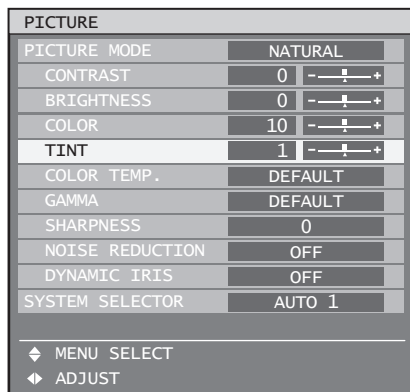 PICTURE
PICTURE MODE NATURAL
CONTRAST 0 - +
BRIGHTNESS 0 - +
COLOR 10 - +
TINT 1 - +
COLOR TEMP. DEFAULT
GAMMA DEFAULT
SHARPNESS 0
NOISE REDUCTION OFF
DYNAMIC IRIS OFF
SYSTEM SELECTOR AUTO 1
MENU SELECT
ADJUST